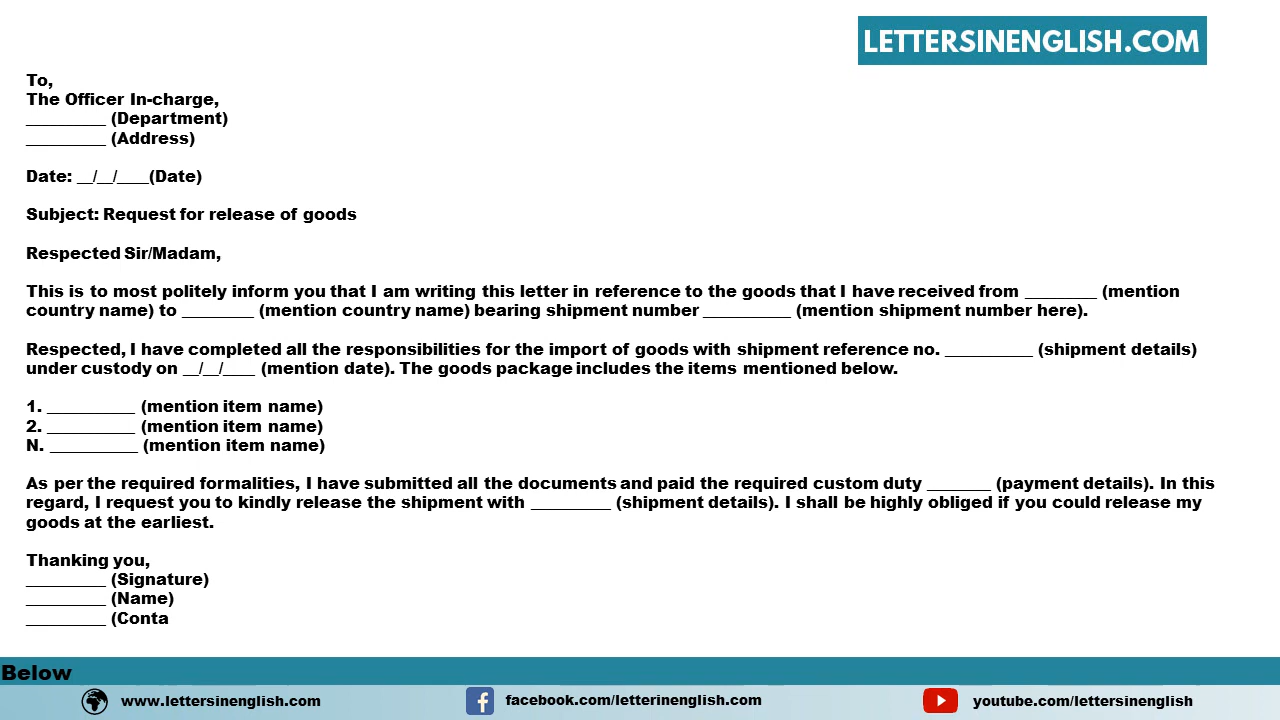 LETTERSINENGLISH.COM
To,
The Officer In-charge,
__________ (Department)
__________ (Address)
Date: __/__/____(Date)
Subject: Request for release of goods
Respected Sir/Madam,
This is to most politely inform you that I am writing this letter in reference to the goods that I have received from _________ (mention
country name) to _________ (mention country name) bearing shipment number ___________ (mention shipment number here).
Respected, I have completed all the responsibilities for the import of goods with shipment reference no. ___________ (shipment details)
under custody on __/__/____ (mention date). The goods package includes the items mentioned below.
1. ___________ (mention item name)
2. ___________ (mention item name)
N. ___________ (mention item name)
As per the required formalities, I have submitted all the documents and paid the required custom duty ________ (payment details). In this
regard, I request you to kindly release the shipment with __________ (shipment details). I shall be highly obliged if you could release my
goods at the earliest.
Thanking you,
__________ (Signature)
__________ (Name)
__________ (Conta
Below
www.lettersinenglish.com facebook.com/letterinenglish.com youtube.com/lettersinenglish